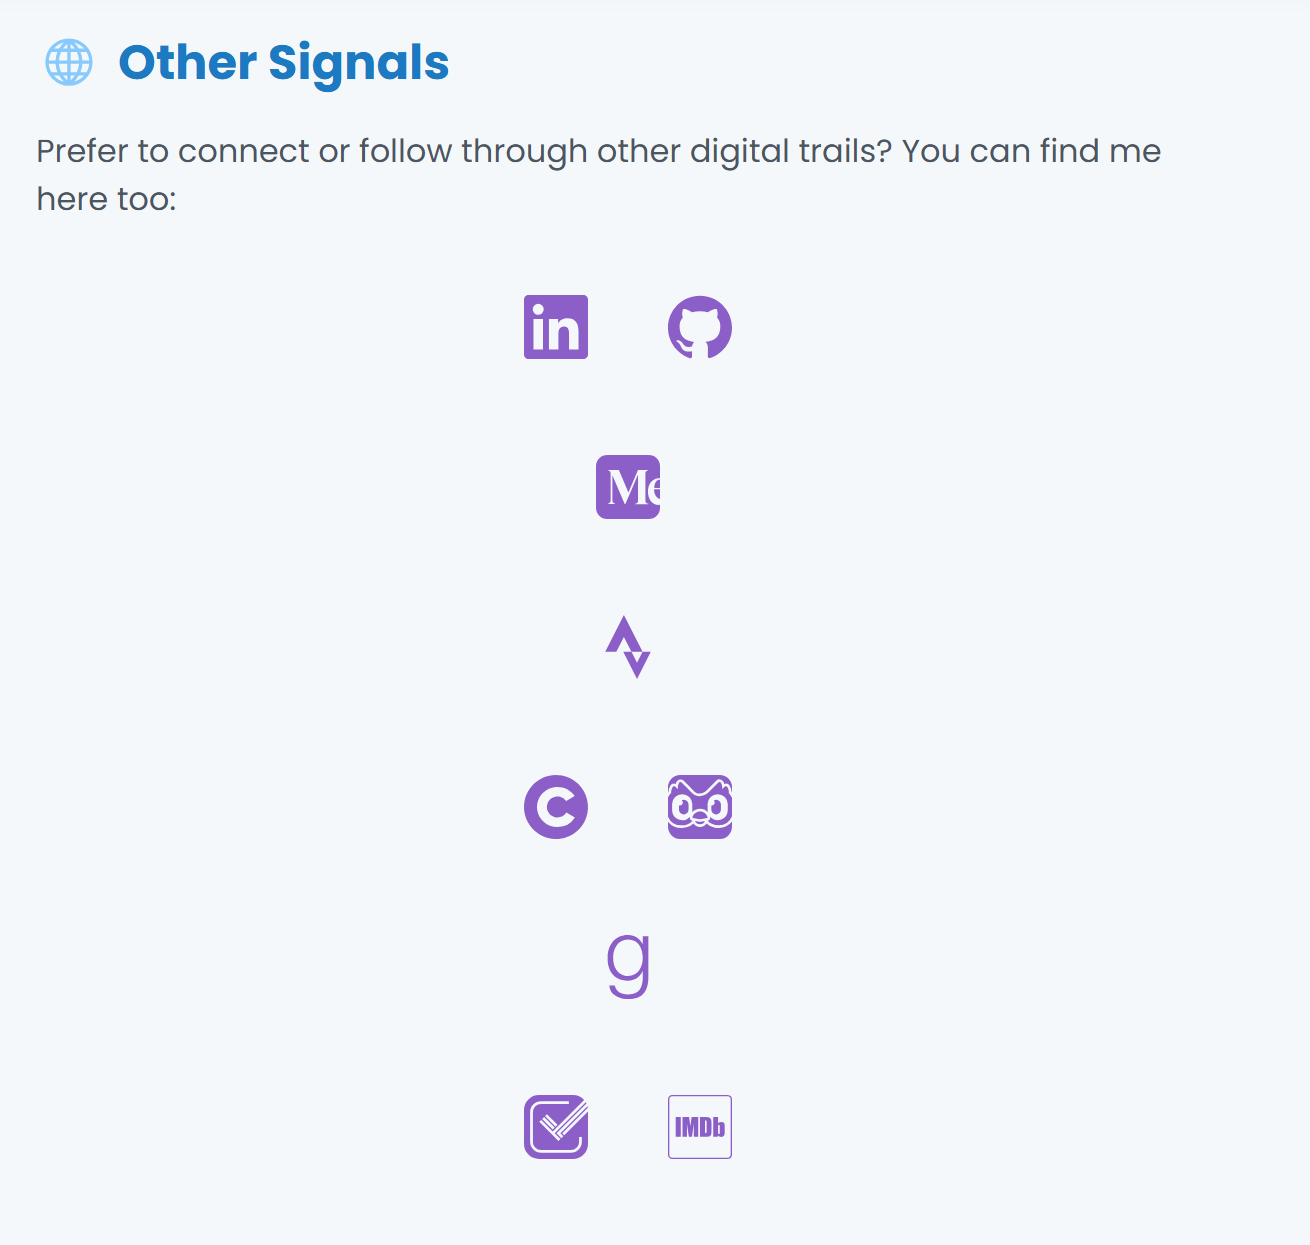 Other Signals
Prefer to connect or follow through other digital trails? You can find me
here too:
in
Me
C
g
IMDb